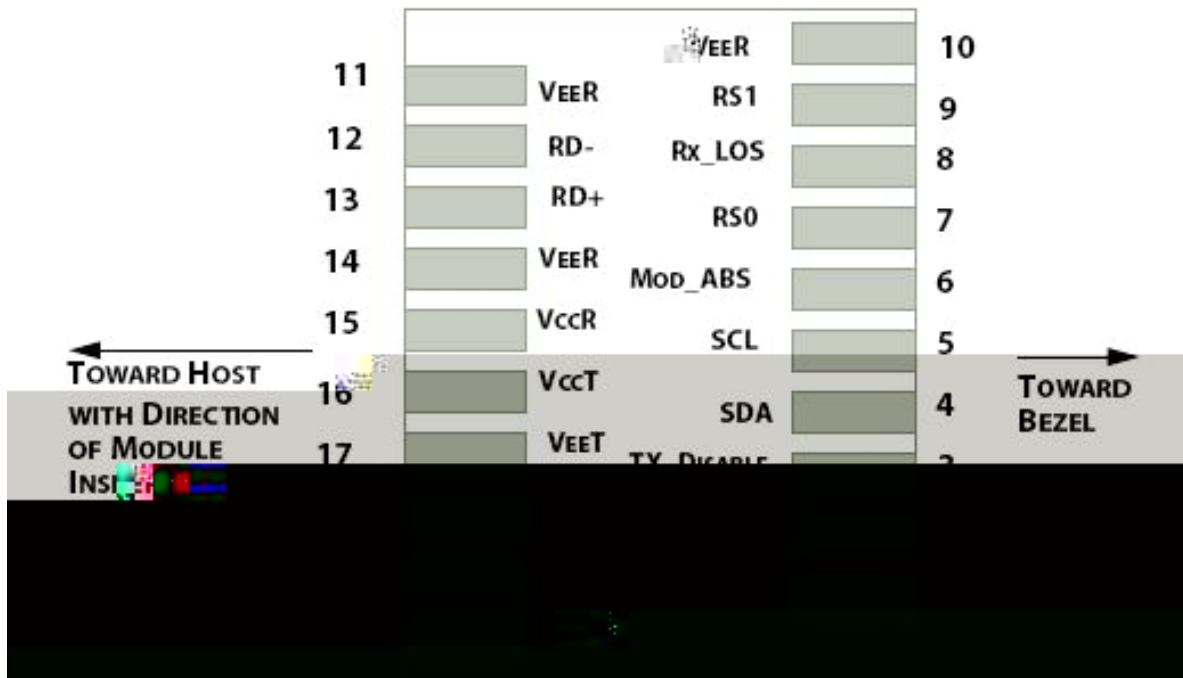 VEER 10
11 VEER RS1 9
12 RD- RX_LOS 8
13 RD+ RS0 7
14 VEER MOD_ABS 6
15 VCCR SCL 5
TOWARD HOST
WITH DIRECTION
OF MODULE
16 VCCT SDA 4
17 VEET TX_DISABLE
TOWARD
BEZEL